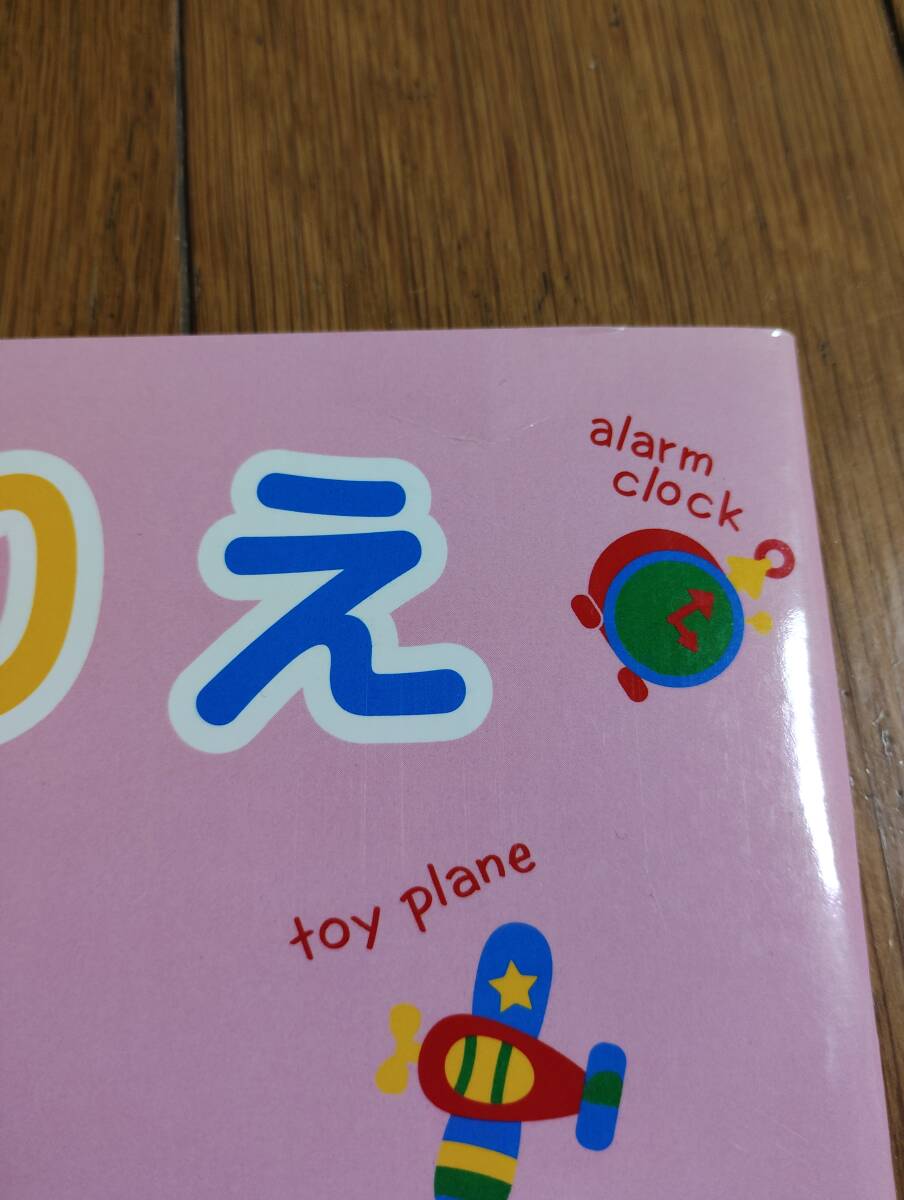 え
alarm
clock
toy plane